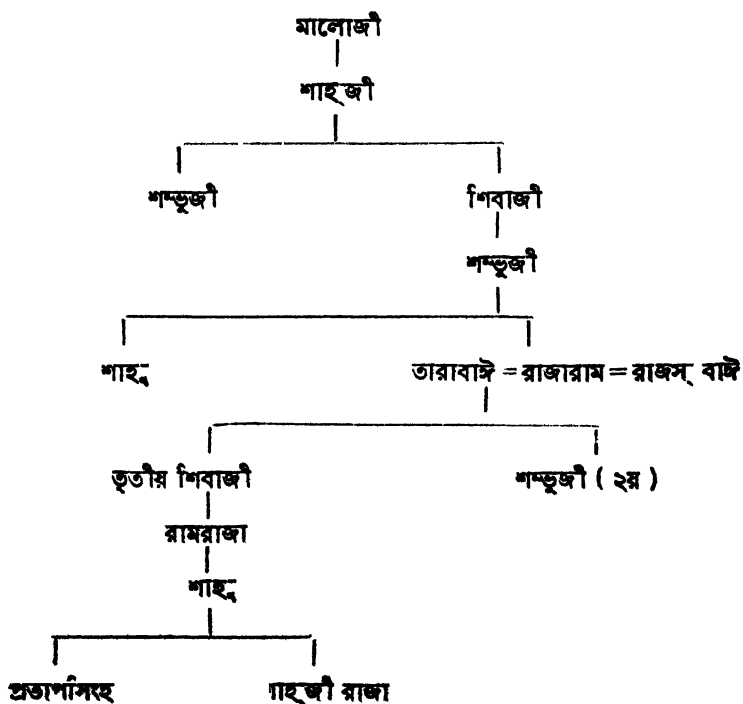 মালোজী
শাহ্ জী
শম্ভুজী শিবাজী
শম্ভুজী
শাহু তারাবাঈ = রাজারাম = রাজস্ বাঈ
তৃতীয় শিবাজী শম্ভুজী ( ২য় )
রামরাজা
শাহু
প্রতাপসিংহ শাহ্ জী রাজা